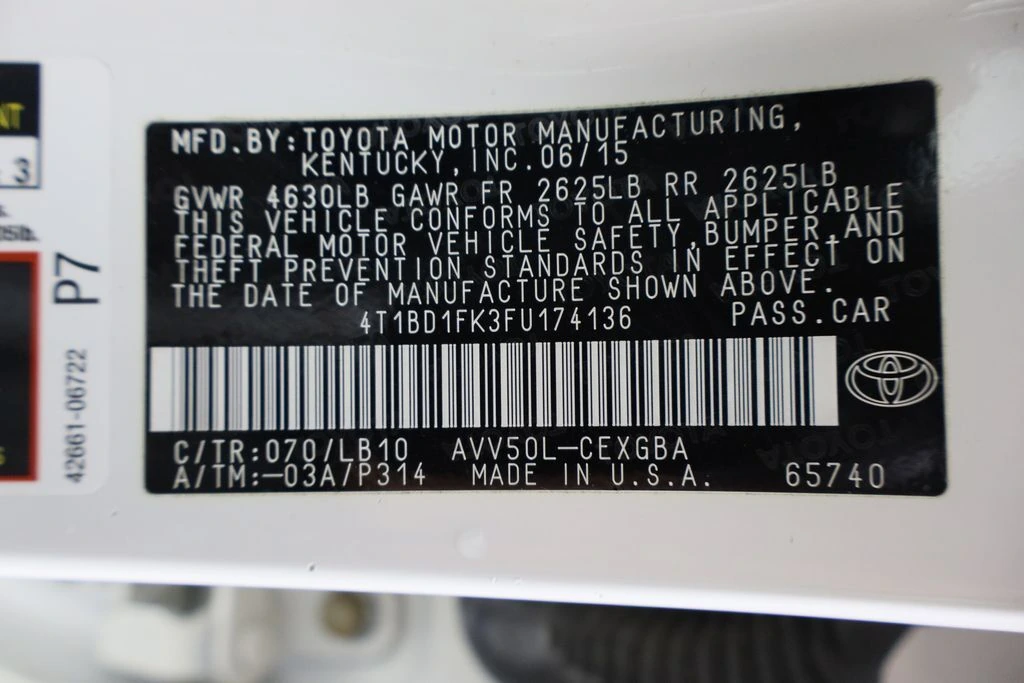 MFD.BY:TOYOTA MOTOR MANUFACTURING,
KENTUCKY,INC.06/15
GVWR 4630LB GAWR FR 2625LB RR 2625LB
THIS VEHICLE CONFORMS TO ALL APPLICABLE
FEDERAL MOTOR VEHICLE SAFETY,BUMPER,AND
THEFT PREVENTION STANDARDS IN EFFECT ON
THE DATE OF MANUFACTURE SHOWN ABOVE.
4T1BD1FK3FU174136 PASS.CAR
C/TR:070/LB10 AVV50L-CEXGBA
A/TM:-03A/P314 MADE IN U.S.A. 65740
3
P7
42661-06722